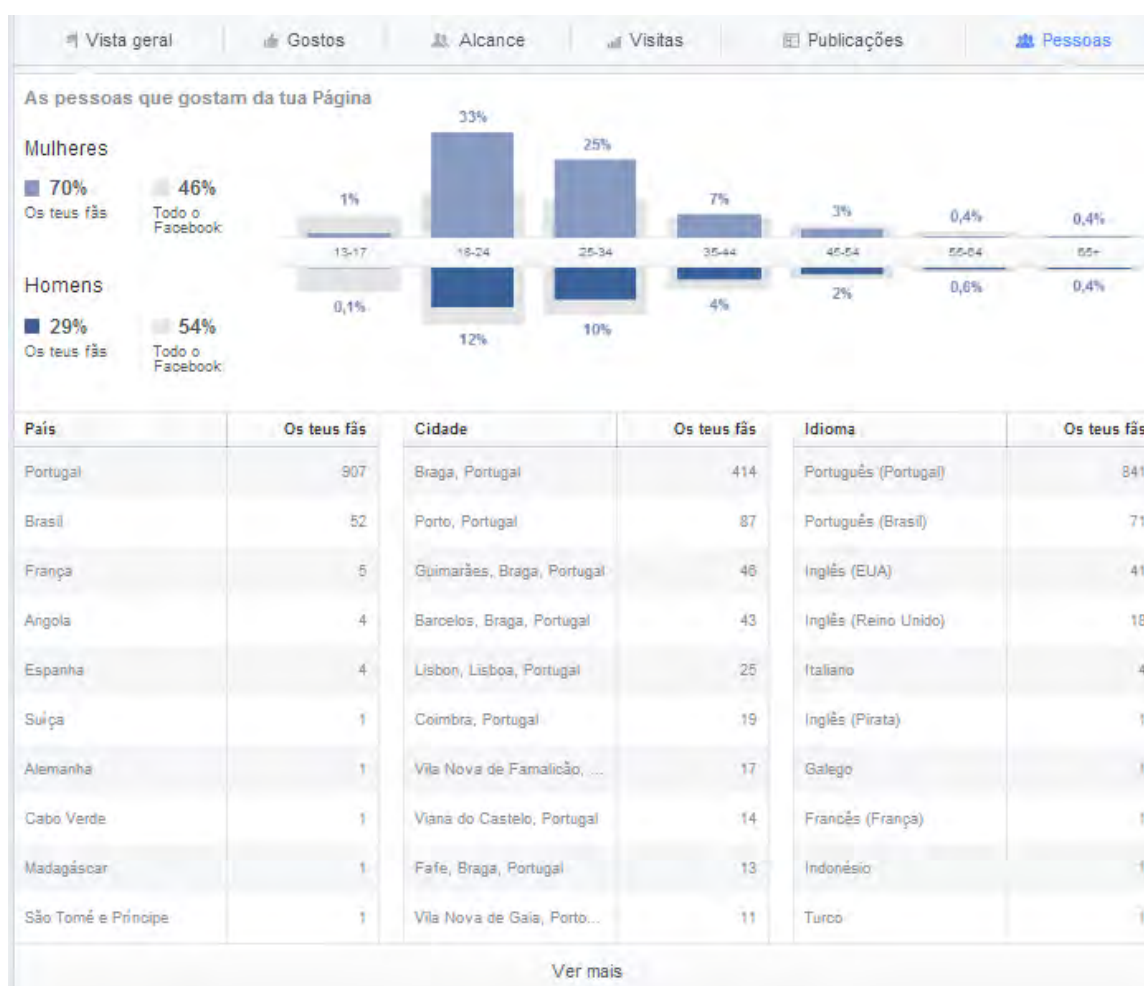 Vista geral Gostos Alcance Visitas Publicações Pessoas
As pessoas que gostam da tua Página
Mulheres
70% 46%
Os teus fãs Todo o Facebook
Homens
29% 54%
Os teus fãs Todo o Facebook
33%
25%
1% 7% 3% 0,4% 0,4%
13-17 18-24 25-34 35-44 45-54 55-64 65+
0,1% 12% 10% 4% 2% 0,6% 0,4%
País Os teus fãs Cidade Os teus fãs Idioma Os teus fãs
Portugal 907 Braga, Portugal 414 Português (Portugal) 841
Brasil 52 Porto, Portugal 87 Português (Brasil) 71
França 5 Guimarães, Braga, Portugal 46 Inglês (EUA) 41
Angola 4 Barcelos, Braga, Portugal 43 Inglês (Reino Unido) 18
Espanha 4 Lisbon, Lisboa, Portugal 25 Italiano 4
Suíça 1 Coimbra, Portugal 19 Inglês (Pirata) 1
Alemanha 1 Vila Nova de Famalicão, ... 17 Galego 1
Cabo Verde 1 Viana do Castelo, Portugal 14 Francês (França) 1
Madagáscar 1 Fafe, Braga, Portugal 13 Indonésio 1
São Tomé e Príncipe 1 Vila Nova de Gaia, Porto... 11 Turco 1
Ver mais